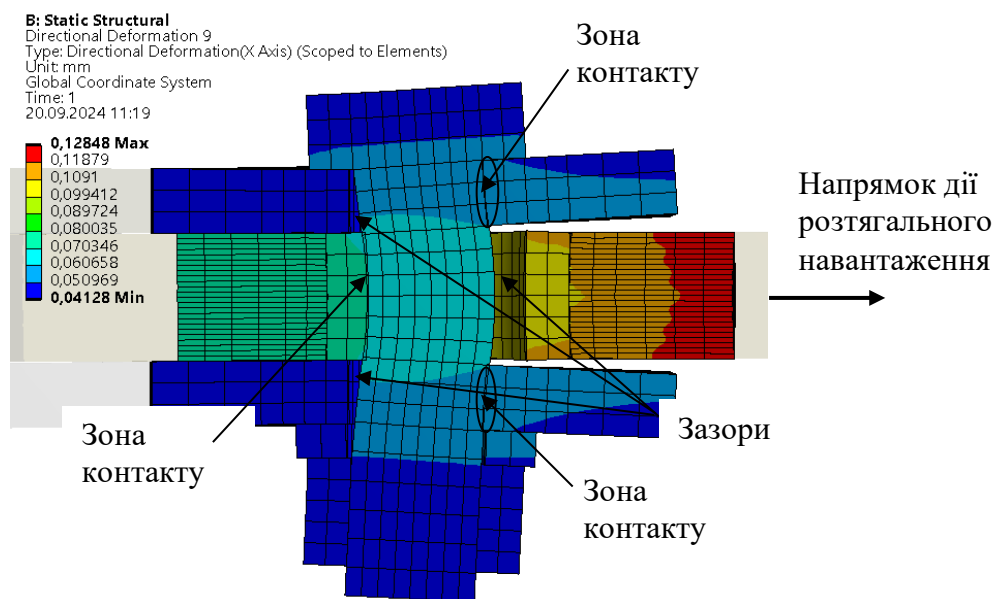 B: Static Structural
Directional Deformation 9
Type: Directional Deformation(X Axis) (Scoped to Elements)
Unit: mm
Global Coordinate System
Time: 1
20.09.2024 11:19
0,12848 Max
0,11879
0,1091
0,099412
0,089724
0,080035
0,070346
0,060658
0,050969
0,04128 Min
Зона
контакту
Напрямок дії
розтягального
навантаження
Зазори
Зона
контакту
Зона
контакту